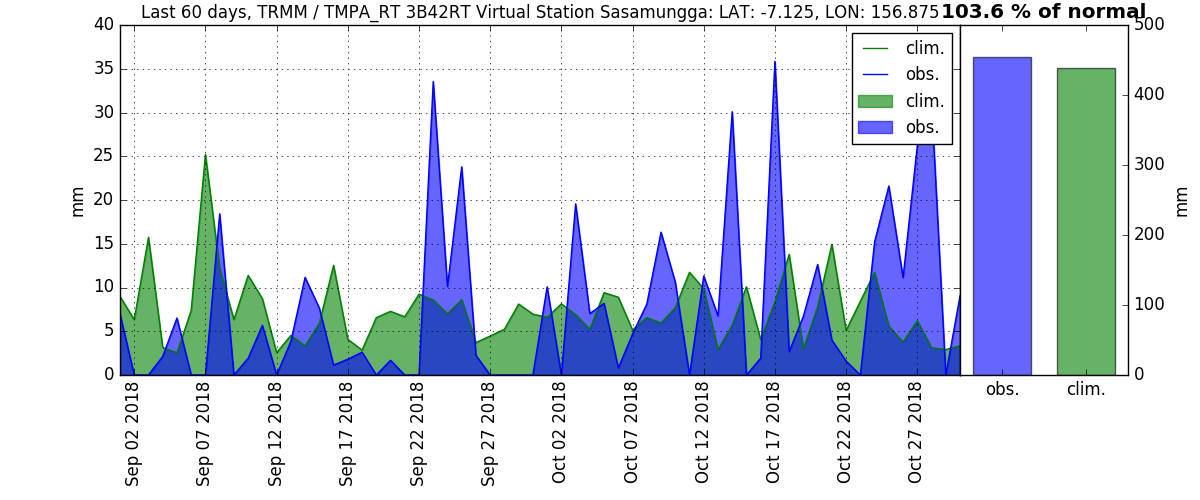 Last 60 days, TRMM / TMPA_RT 3B42RT Virtual Station Sasamungga: LAT: -7.125, LON: 156.875
103.6 % of normal
mm
40
35
30
25
20
15
10
5
0
clim.
obs.
clim.
obs.
Sep 02 2018
Sep 07 2018
Sep 12 2018
Sep 17 2018
Sep 22 2018
Sep 27 2018
Oct 02 2018
Oct 07 2018
Oct 12 2018
Oct 17 2018
Oct 22 2018
Oct 27 2018
500
400
300
200
100
0
mm
obs.
clim.